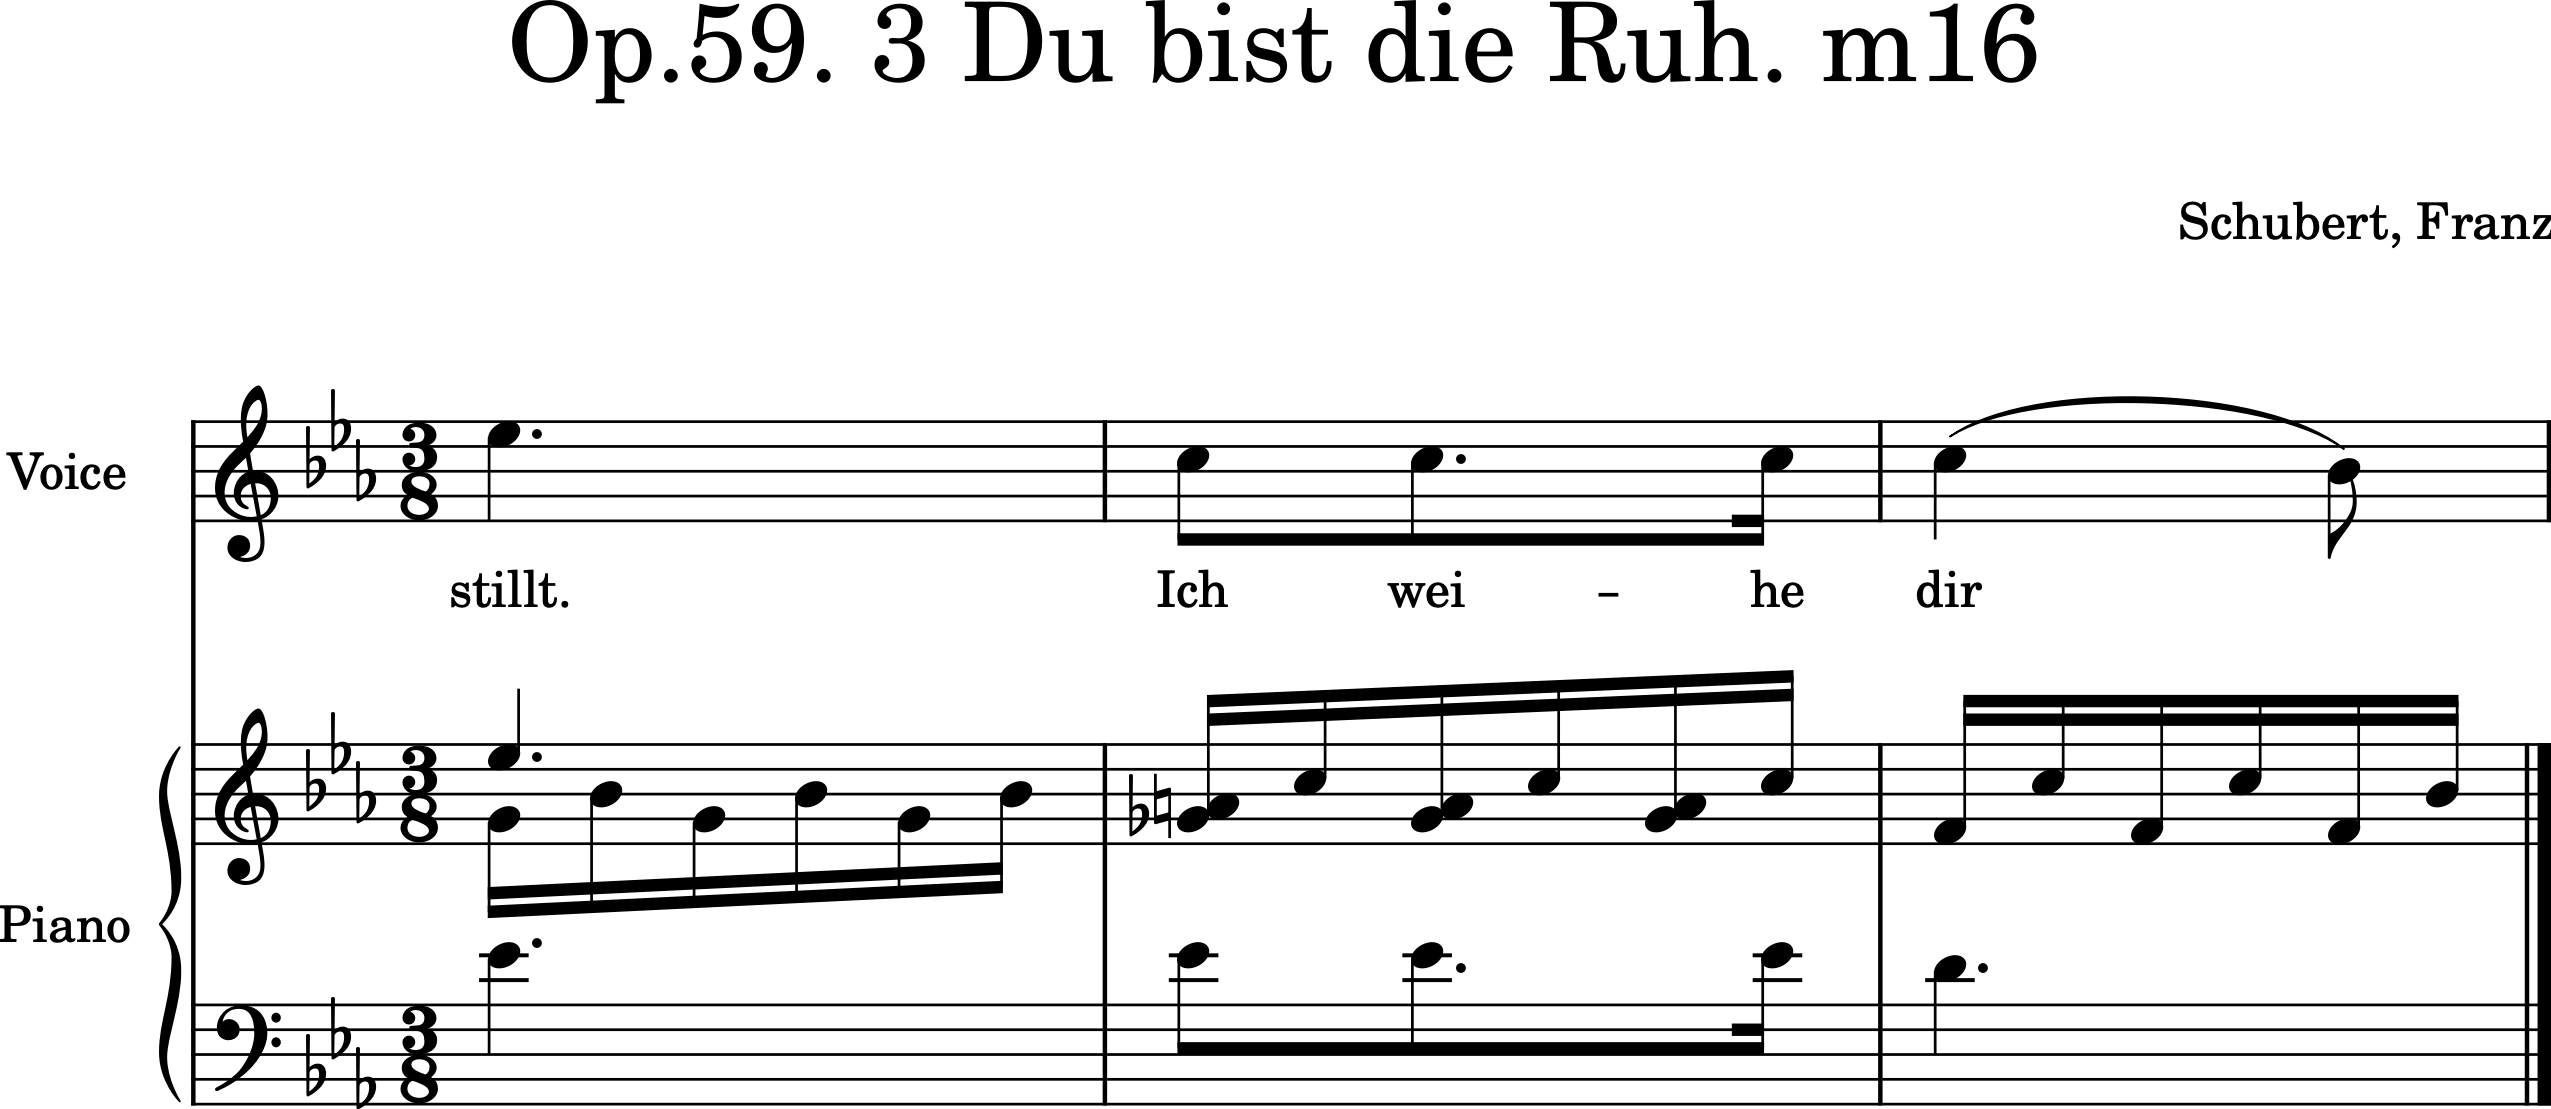 Op.59. 3 Du bist die Ruh. m16
Schubert, Franz
Voice
stillt. Ich wei – he dir
Piano